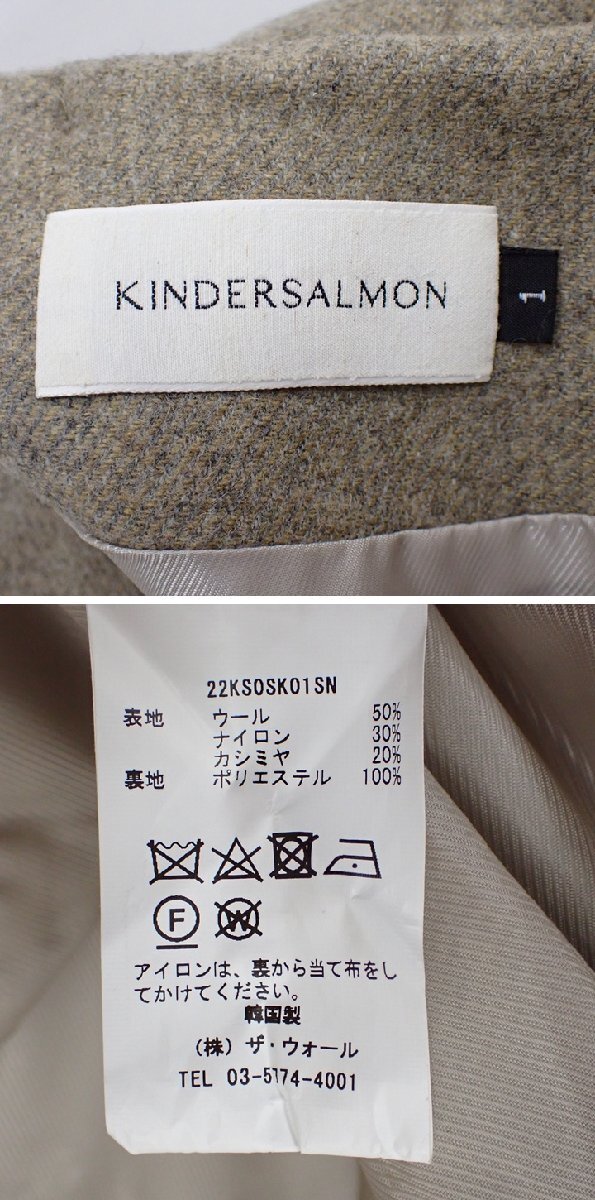 KINDERSALMON
1
22KSOSK01SN
表地 ウール 50%
ナイロン 30%
カシミヤ 20%
裏地 ポリエステル 100%
F
W
アイロンは、裏から当て布をし
てかけてください。
韓国製
(株) ザ・ウォール
TEL 03-5774-4001